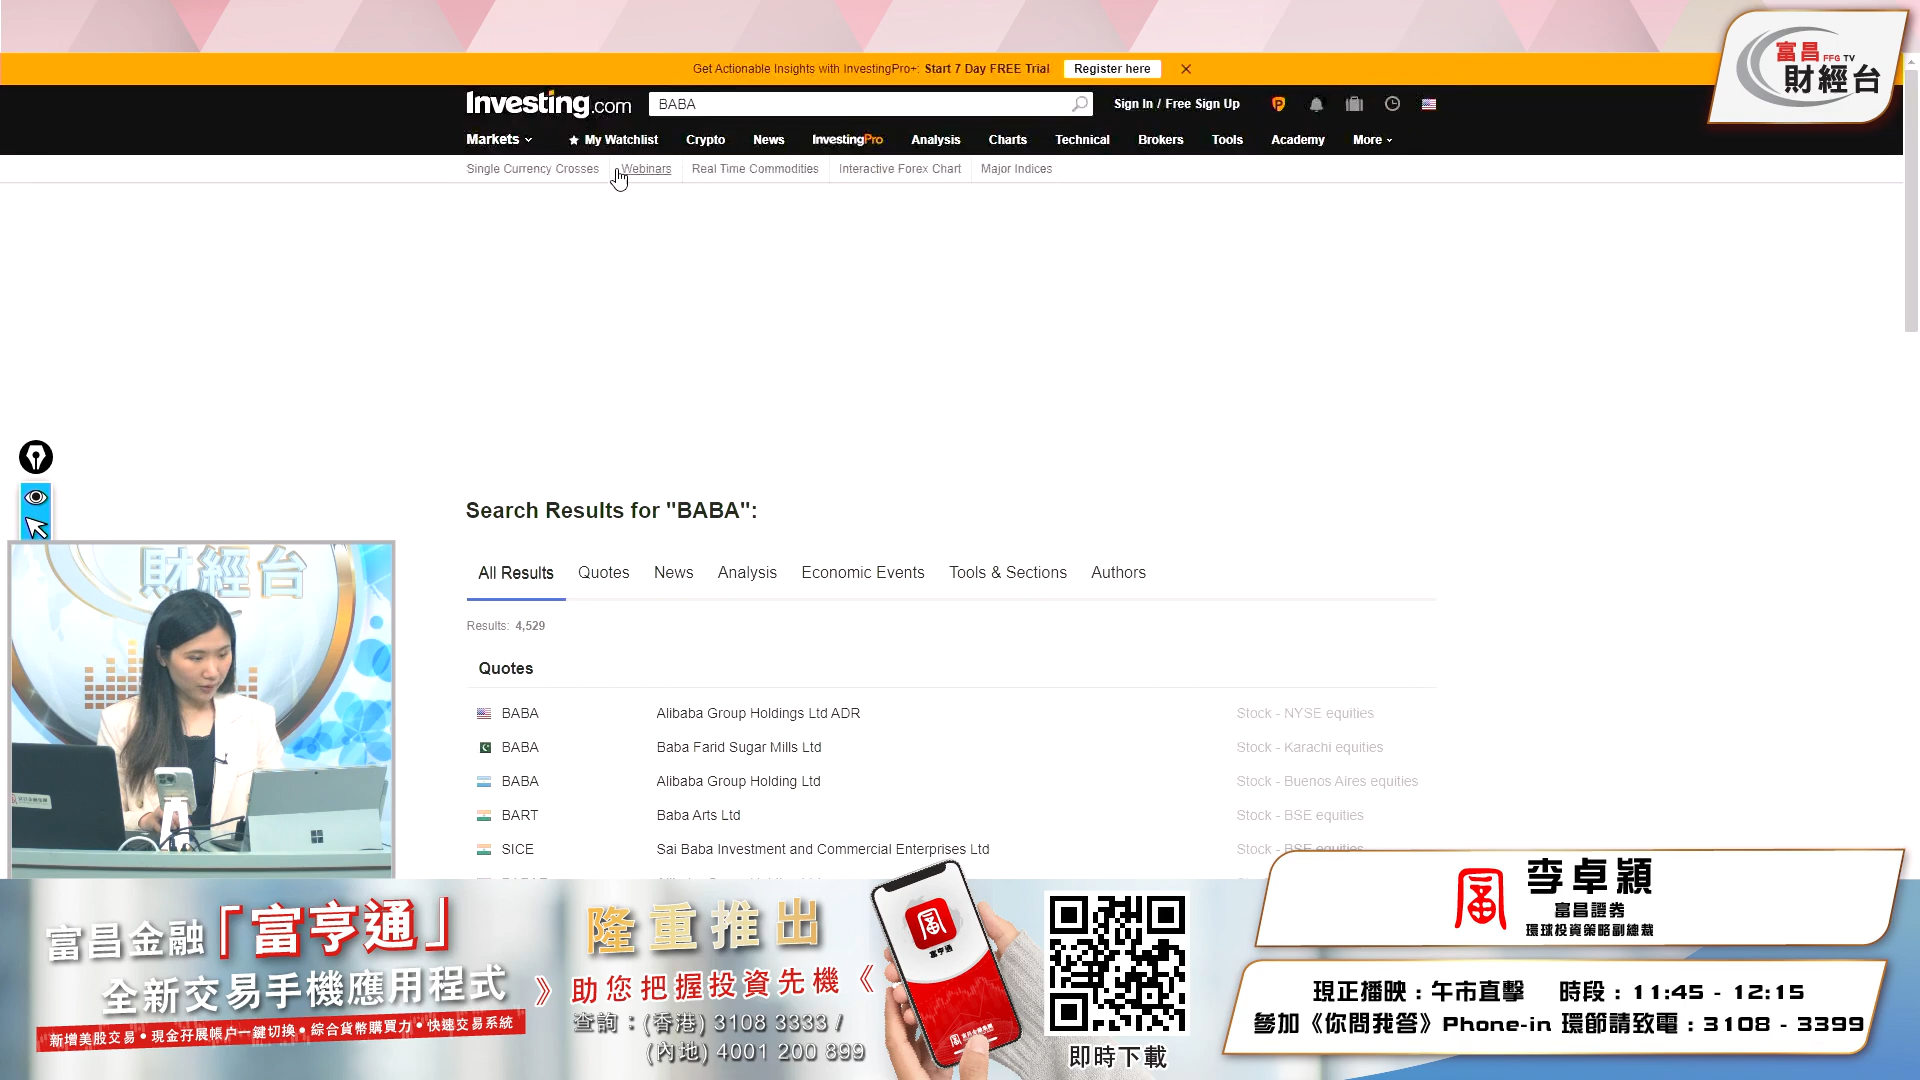 Get Actionable Insights with InvestingPro+: Start 7 Day FREE Trial
Register here
富昌 FFG TV
財經台
Investing.com
BABA
Sign In / Free Sign Up
Markets
My Watchlist
Crypto
News
InvestingPro
Analysis
Charts
Technical
Brokers
Tools
Academy
More
Single Currency Crosses
Webinars
Real Time Commodities
Interactive Forex Chart
Major Indices
Search Results for "BABA":
All Results
Quotes
News
Analysis
Economic Events
Tools & Sections
Authors
Results: 4,529
Quotes
BABA Alibaba Group Holdings Ltd ADR Stock - NYSE equities
BABA Baba Farid Sugar Mills Ltd Stock - Karachi equities
BABA Alibaba Group Holding Ltd Stock - Buenos Aires equities
BART Baba Arts Ltd Stock - BSE equities
SICE Sai Baba Investment and Commercial Enterprises Ltd Stock - BSE equities
財經台
富昌金融「富亨通」
全新交易手機應用程式
新增美股交易•現金孖展帳户一鍵切換•綜合貨幣購買力•快速交易系統
隆重推出
》助您把握投資先機《
查詢：(香港) 3108 3333 /
(內地) 4001 200 899
富亨通
即時下載
李卓穎
富昌證券
環球投資策略副總裁
現正播映：午市直擊 時段：11:45 - 12:15
參加《你問我答》Phone-in 環節請致電：3108 - 3399